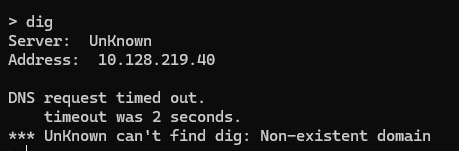 > dig
Server:  UnKnown
Address:  10.128.219.40

DNS request timed out.
    timeout was 2 seconds.
*** UnKnown can't find dig: Non-existent domain